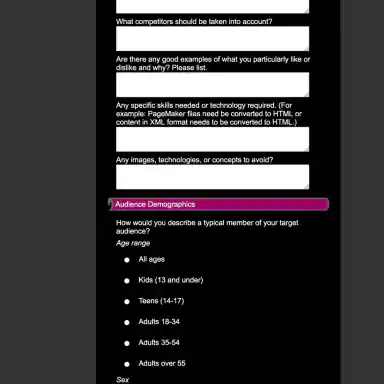 What competitors should be taken into account?
Are there any good examples of what you particularly like or
dislike and why? Please list.
Any specific skills needed or technology required. (For
example: PageMaker files need be converted to HTML or
content in XML format needs to be converted to HTML.)
Any images, technologies, or concepts to avoid?
Audience Demographics
How would you describe a typical member of your target
audience?
Age range
All ages
Kids (13 and under)
Teens (14-17)
Adults 18-34
Adults 35-54
Adults over 55
Sex